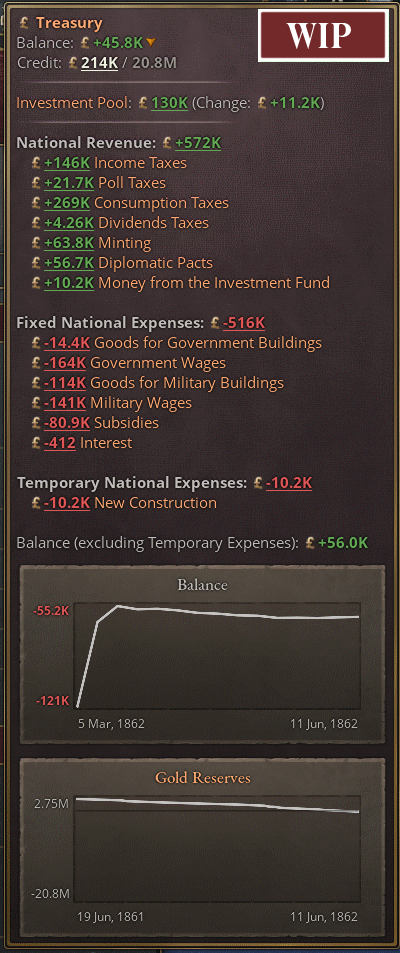 £ Treasury
WIP
Balance: £ +45.8K
Credit: £ 214K / 20.8M
Investment Pool: £ 130K (Change: £ +11.2K)
National Revenue: £ +572K
£ +146K Income Taxes
£ +21.7K Poll Taxes
£ +269K Consumption Taxes
£ +4.26K Dividends Taxes
£ +63.8K Minting
£ +56.7K Diplomatic Pacts
£ +10.2K Money from the Investment Fund
Fixed National Expenses: £ -516K
£ -14.4K Goods for Government Buildings
£ -164K Government Wages
£ -114K Goods for Military Buildings
£ -141K Military Wages
£ -80.9K Subsidies
£ -412 Interest
Temporary National Expenses: £ -10.2K
£ -10.2K New Construction
Balance (excluding Temporary Expenses): £ +56.0K
Balance
-55.2K
-121K
5 Mar, 1862 11 Jun, 1862
Gold Reserves
2.75M
-20.8M
19 Jun, 1861 11 Jun, 1862